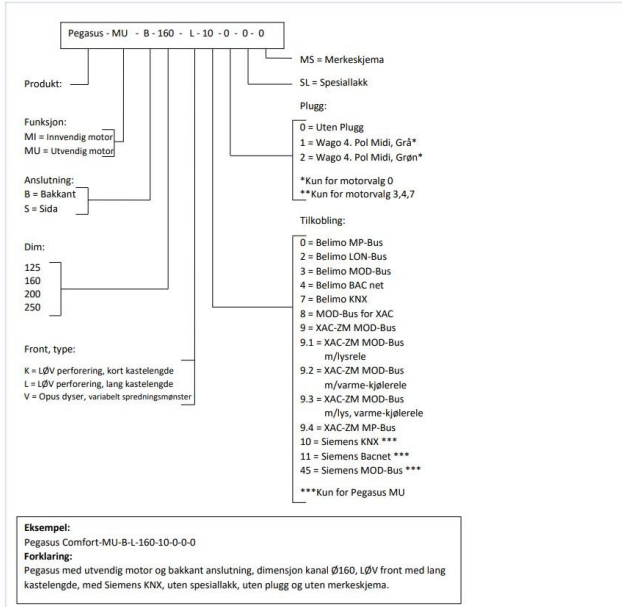 Pegasus - MU - B - 160 - L - 10 - 0 - 0 - 0
MS = Merkeskjema
SL = Spesiallakk
Produkt:
Funksjon:
MI = Innvendig motor
MU = Utvendig motor
Anslutning:
B = Bakkant
S = Sida
Dim:
125
160
200
250
Front, type:
K = LØV perforering, kort kastelengde
L = LØV perforering, lang kastelengde
V = Opus dyser, variabelt spredningsmønster
Plugg:
0 = Uten Plugg
1 = Wago 4. Pol Midi, Grå*
2 = Wago 4. Pol Midi, Grøn*
*Kun for motorvalg 0
**Kun for motorvalg 3,4,7
Tilkobling:
0 = Belimo MP-Bus
2 = Belimo LON-Bus
3 = Belimo MOD-Bus
4 = Belimo BAC net
7 = Belimo KNX
8 = MOD-Bus for XAC
9 = XAC-ZM MOD-Bus
9.1 = XAC-ZM MOD-Bus
m/lysrele
9.2 = XAC-ZM MOD-Bus
m/varme-kjølerele
9.3 = XAC-ZM MOD-Bus
m/lys, varme-kjølerele
9.4 = XAC-ZM MP-Bus
10 = Siemens KNX ***
11 = Siemens Bacnet ***
45 = Siemens MOD-Bus ***
***Kun for Pegasus MU
Eksempel:
Pegasus Comfort-MU-B-L-160-10-0-0-0
Forklaring:
Pegasus med utvendig motor og bakkant anslutning, dimensjon kanal Ø160, LØV front med lang
kastelengde, med Siemens KNX, uten spesiallakk, uten plugg og uten merkeskjema.